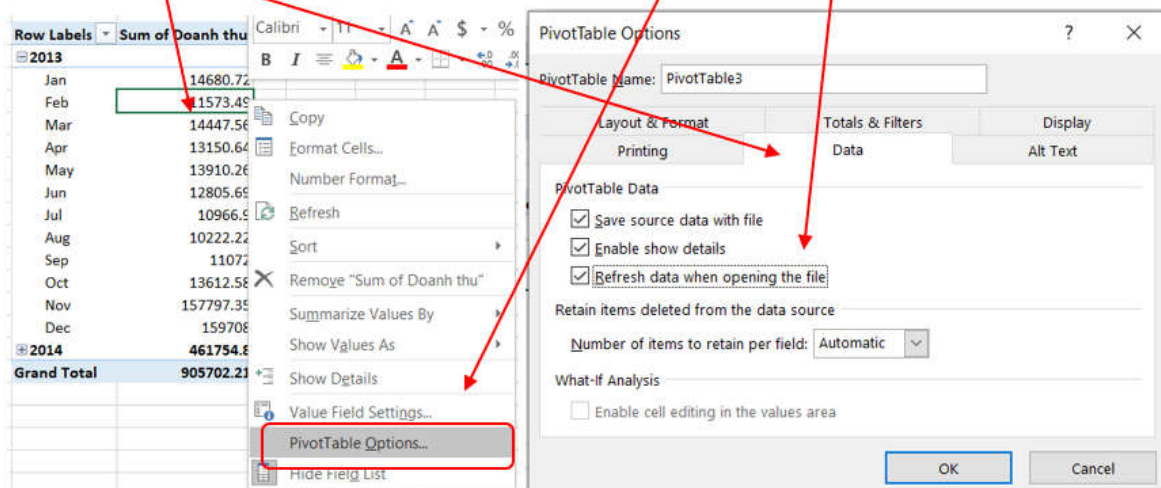 Row Labels Sum of Doanh thu
2013
Jan 14680.72
Feb 11573.49
Mar 14447.56
Apr 13150.64
May 13910.26
Jun 12805.69
Jul 10966.9
Aug 10222.22
Sep 11072
Oct 13612.58
Nov 157797.35
Dec 159708
2014 461754.8
Grand Total 905702.21
Calibri 11 A A $ %
B I A
Copy
Format Cells...
Number Format...
Refresh
Sort
Remove "Sum of Doanh thu"
Summarize Values By
Show Values As
Show Details
Value Field Settings...
PivotTable Options...
Hide Field List
PivotTable Options ? ×
PivotTable Name: PivotTable3
Layout & Format Totals & Filters Display
Printing Data Alt Text
PivotTable Data
Save source data with file
Enable show details
Refresh data when opening the file
Retain items deleted from the data source
Number of items to retain per field: Automatic
What-If Analysis
Enable cell editing in the values area
OK Cancel